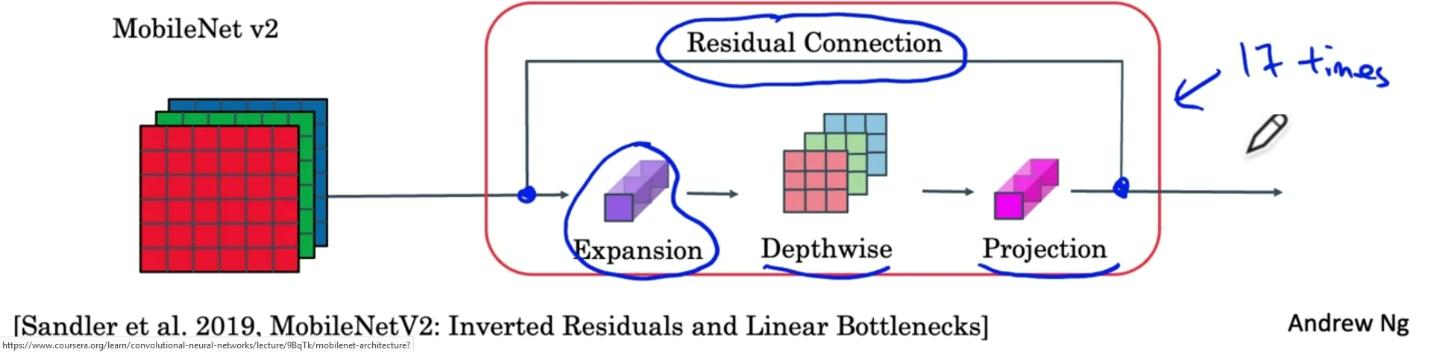 MobileNet v2
Residual Connection
17 times
Expansion
Depthwise
Projection
[Sandler et al. 2019, MobileNetV2: Inverted Residuals and Linear Bottlenecks]
Andrew Ng
https://www.coursera.org/learn/convolutional-neural-networks/lecture/9BqTk/mobilenet-architecture?